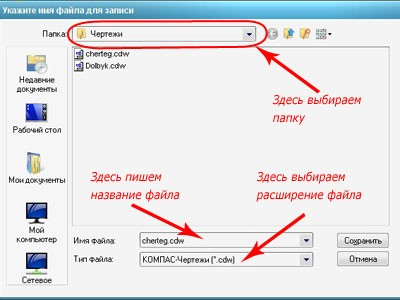 Укажите имя файла для записи
Папка: Чертежи
cherteg.cdw
Dolbyk.cdw
Недавние
документы
Рабочий стол
Мои документы
Мой
компьютер
Сетевое
Здесь выбираем
папку
Здесь пишем
название файла
Здесь выбираем
расширение файла
Имя файла: cherteg.cdw Сохранить
Тип файла: КОМПАС-Чертежи (*.cdw) Отмена